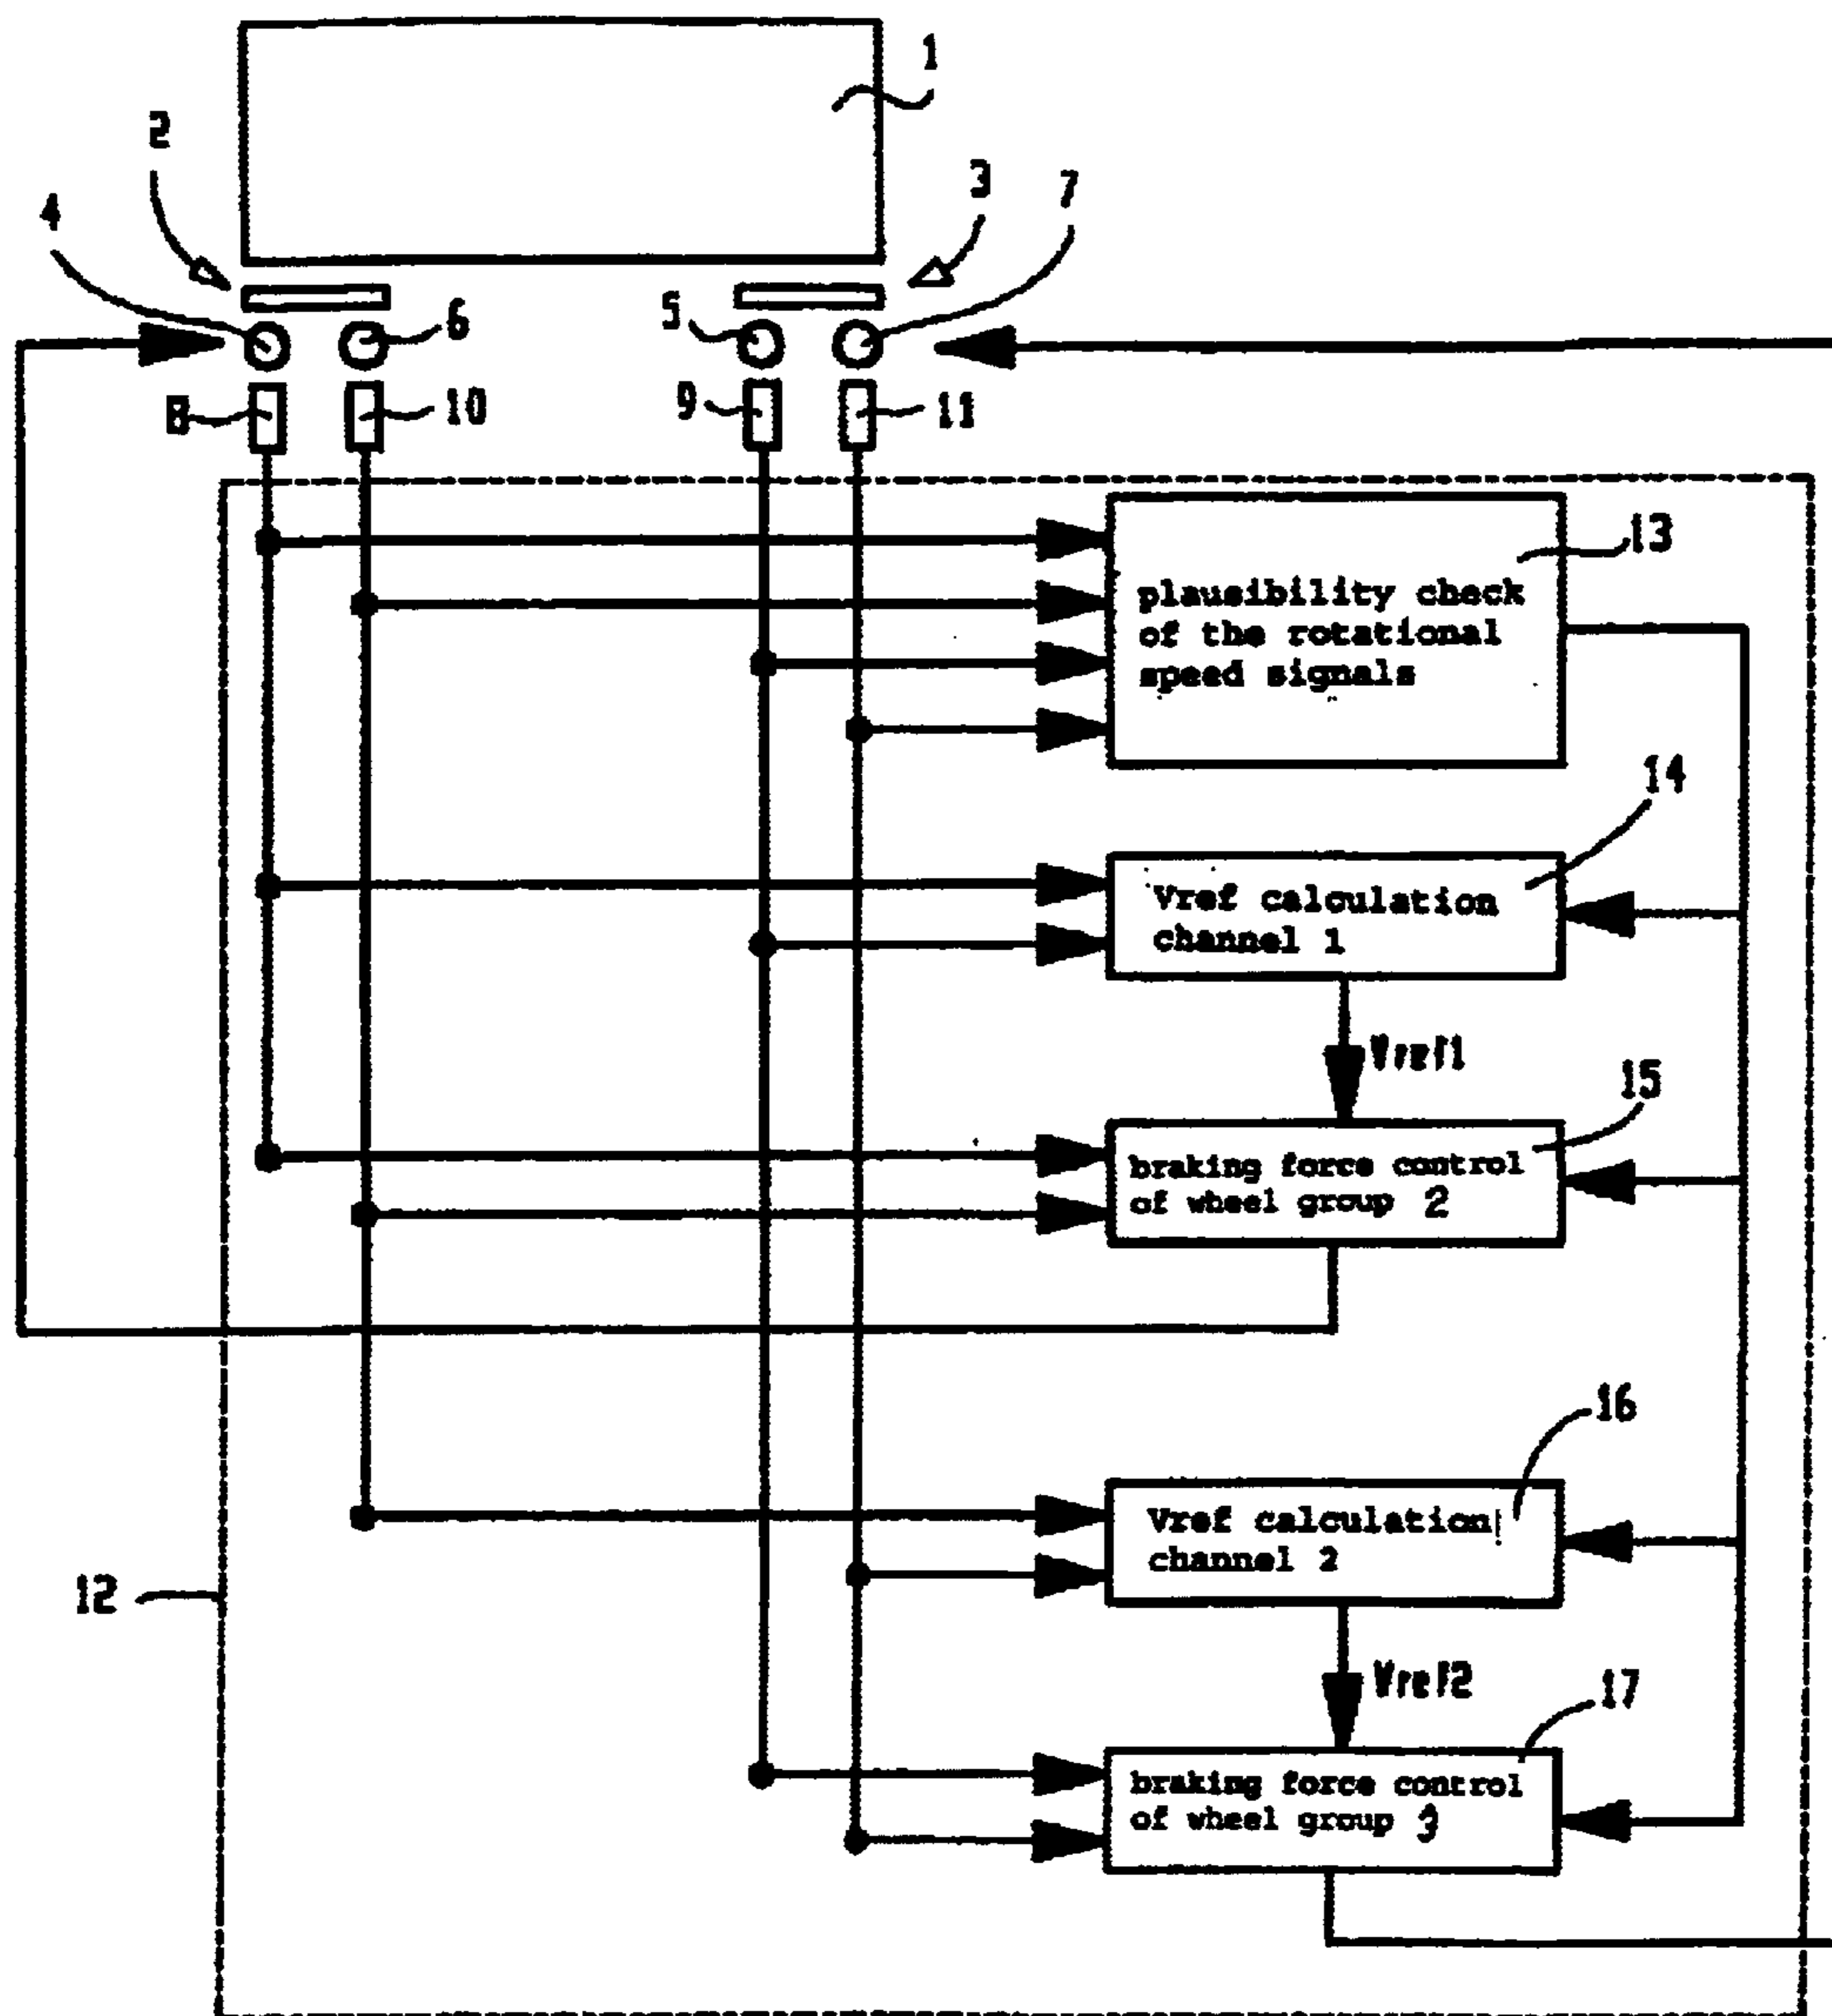 1
2
3
7
4
6
5
8
10
9
11
13
plausibility check
of the rotational
speed signals
14
Vref calculation
channel 1
Vref1
15
braking force control
of wheel group 2
16
Vref calculation
channel 2
12
Vref2
17
braking force control
of wheel group 3